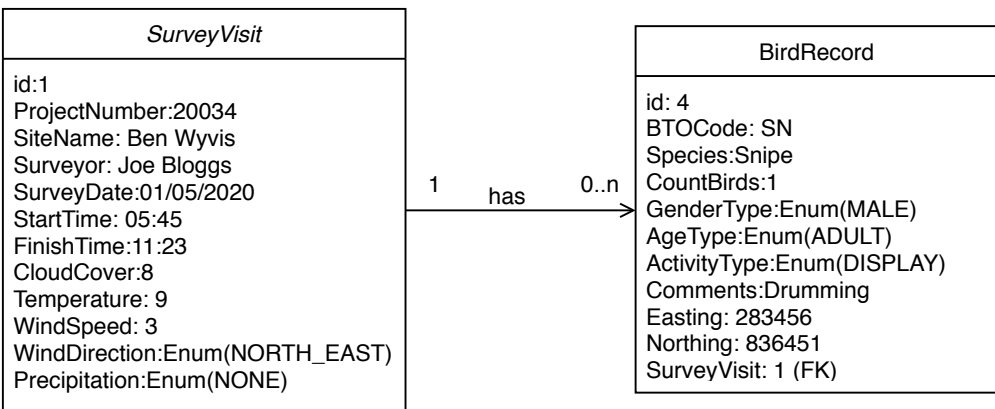 SurveyVisit
id:1
ProjectNumber:20034
SiteName: Ben Wyvis
Surveyor: Joe Bloggs
SurveyDate:01/05/2020
StartTime: 05:45
FinishTime:11:23
CloudCover:8
Temperature: 9
WindSpeed: 3
WindDirection:Enum(NORTH_EAST)
Precipitation:Enum(NONE)
1
has
0..n
BirdRecord
id: 4
BTOCode: SN
Species:Snipe
CountBirds:1
GenderType:Enum(MALE)
AgeType:Enum(ADULT)
ActivityType:Enum(DISPLAY)
Comments:Drumming
Easting: 283456
Northing: 836451
SurveyVisit: 1 (FK)